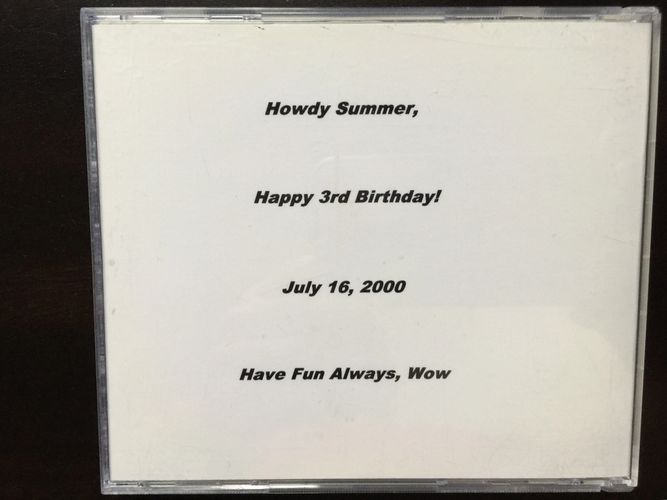 Howdy Summer,
Happy 3rd Birthday!
July 16, 2000
Have Fun Always, Wow